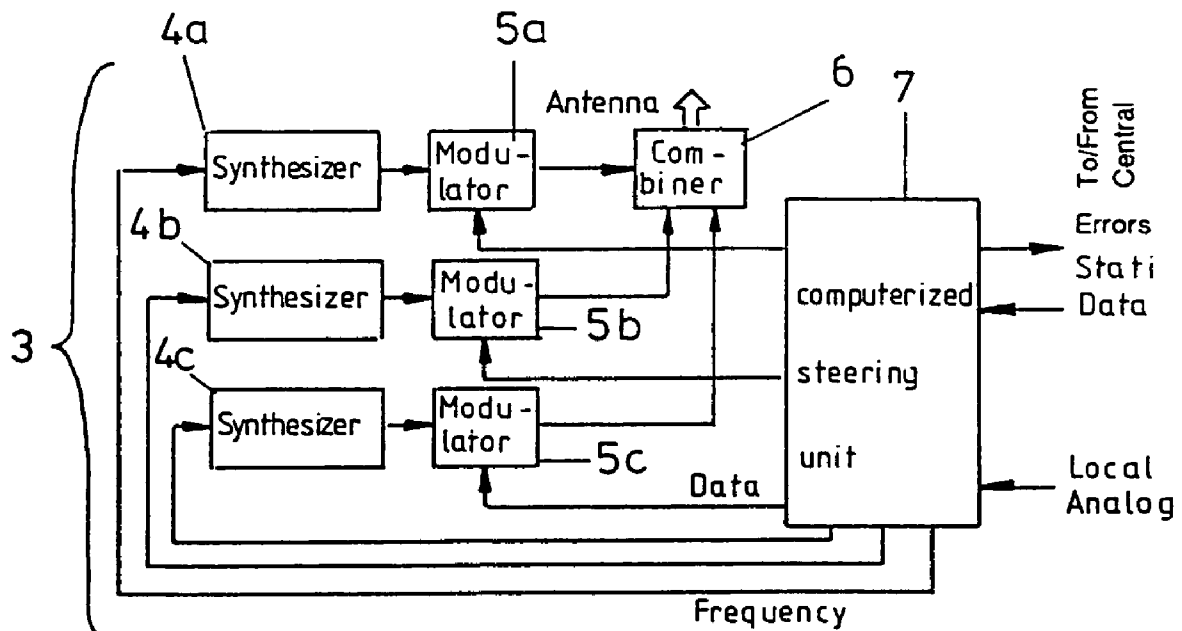 4a
5a
6
7
Antenna
To/From
Central
Synthesizer
Modu-
lator
Com-
biner
4b
Errors
Stati
Data
Synthesizer
Modu-
lator
5b
computerized
steering
unit
3
4c
Synthesizer
Modu-
lator
5c
Data
Local
Analog
Frequency